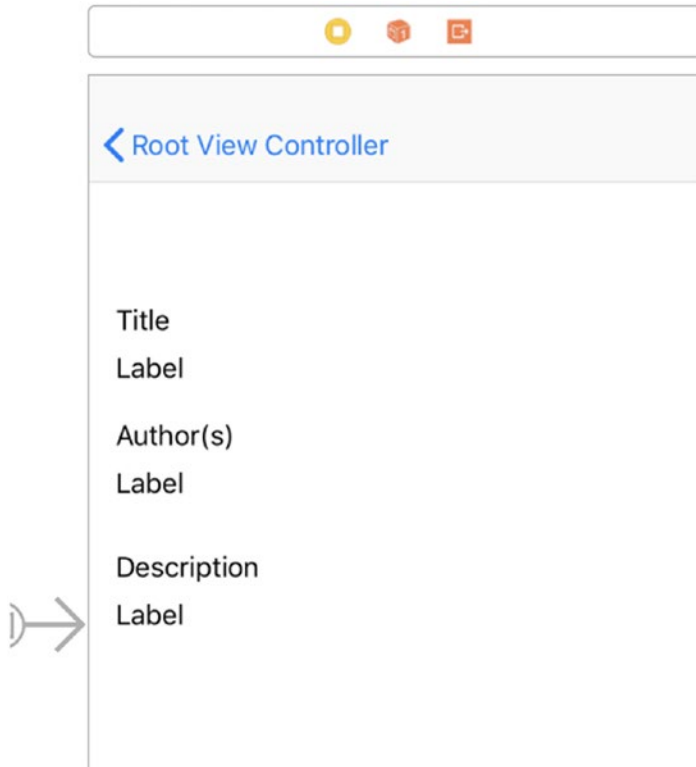 Root View Controller
Title
Label
Author(s)
Label
Description
Label